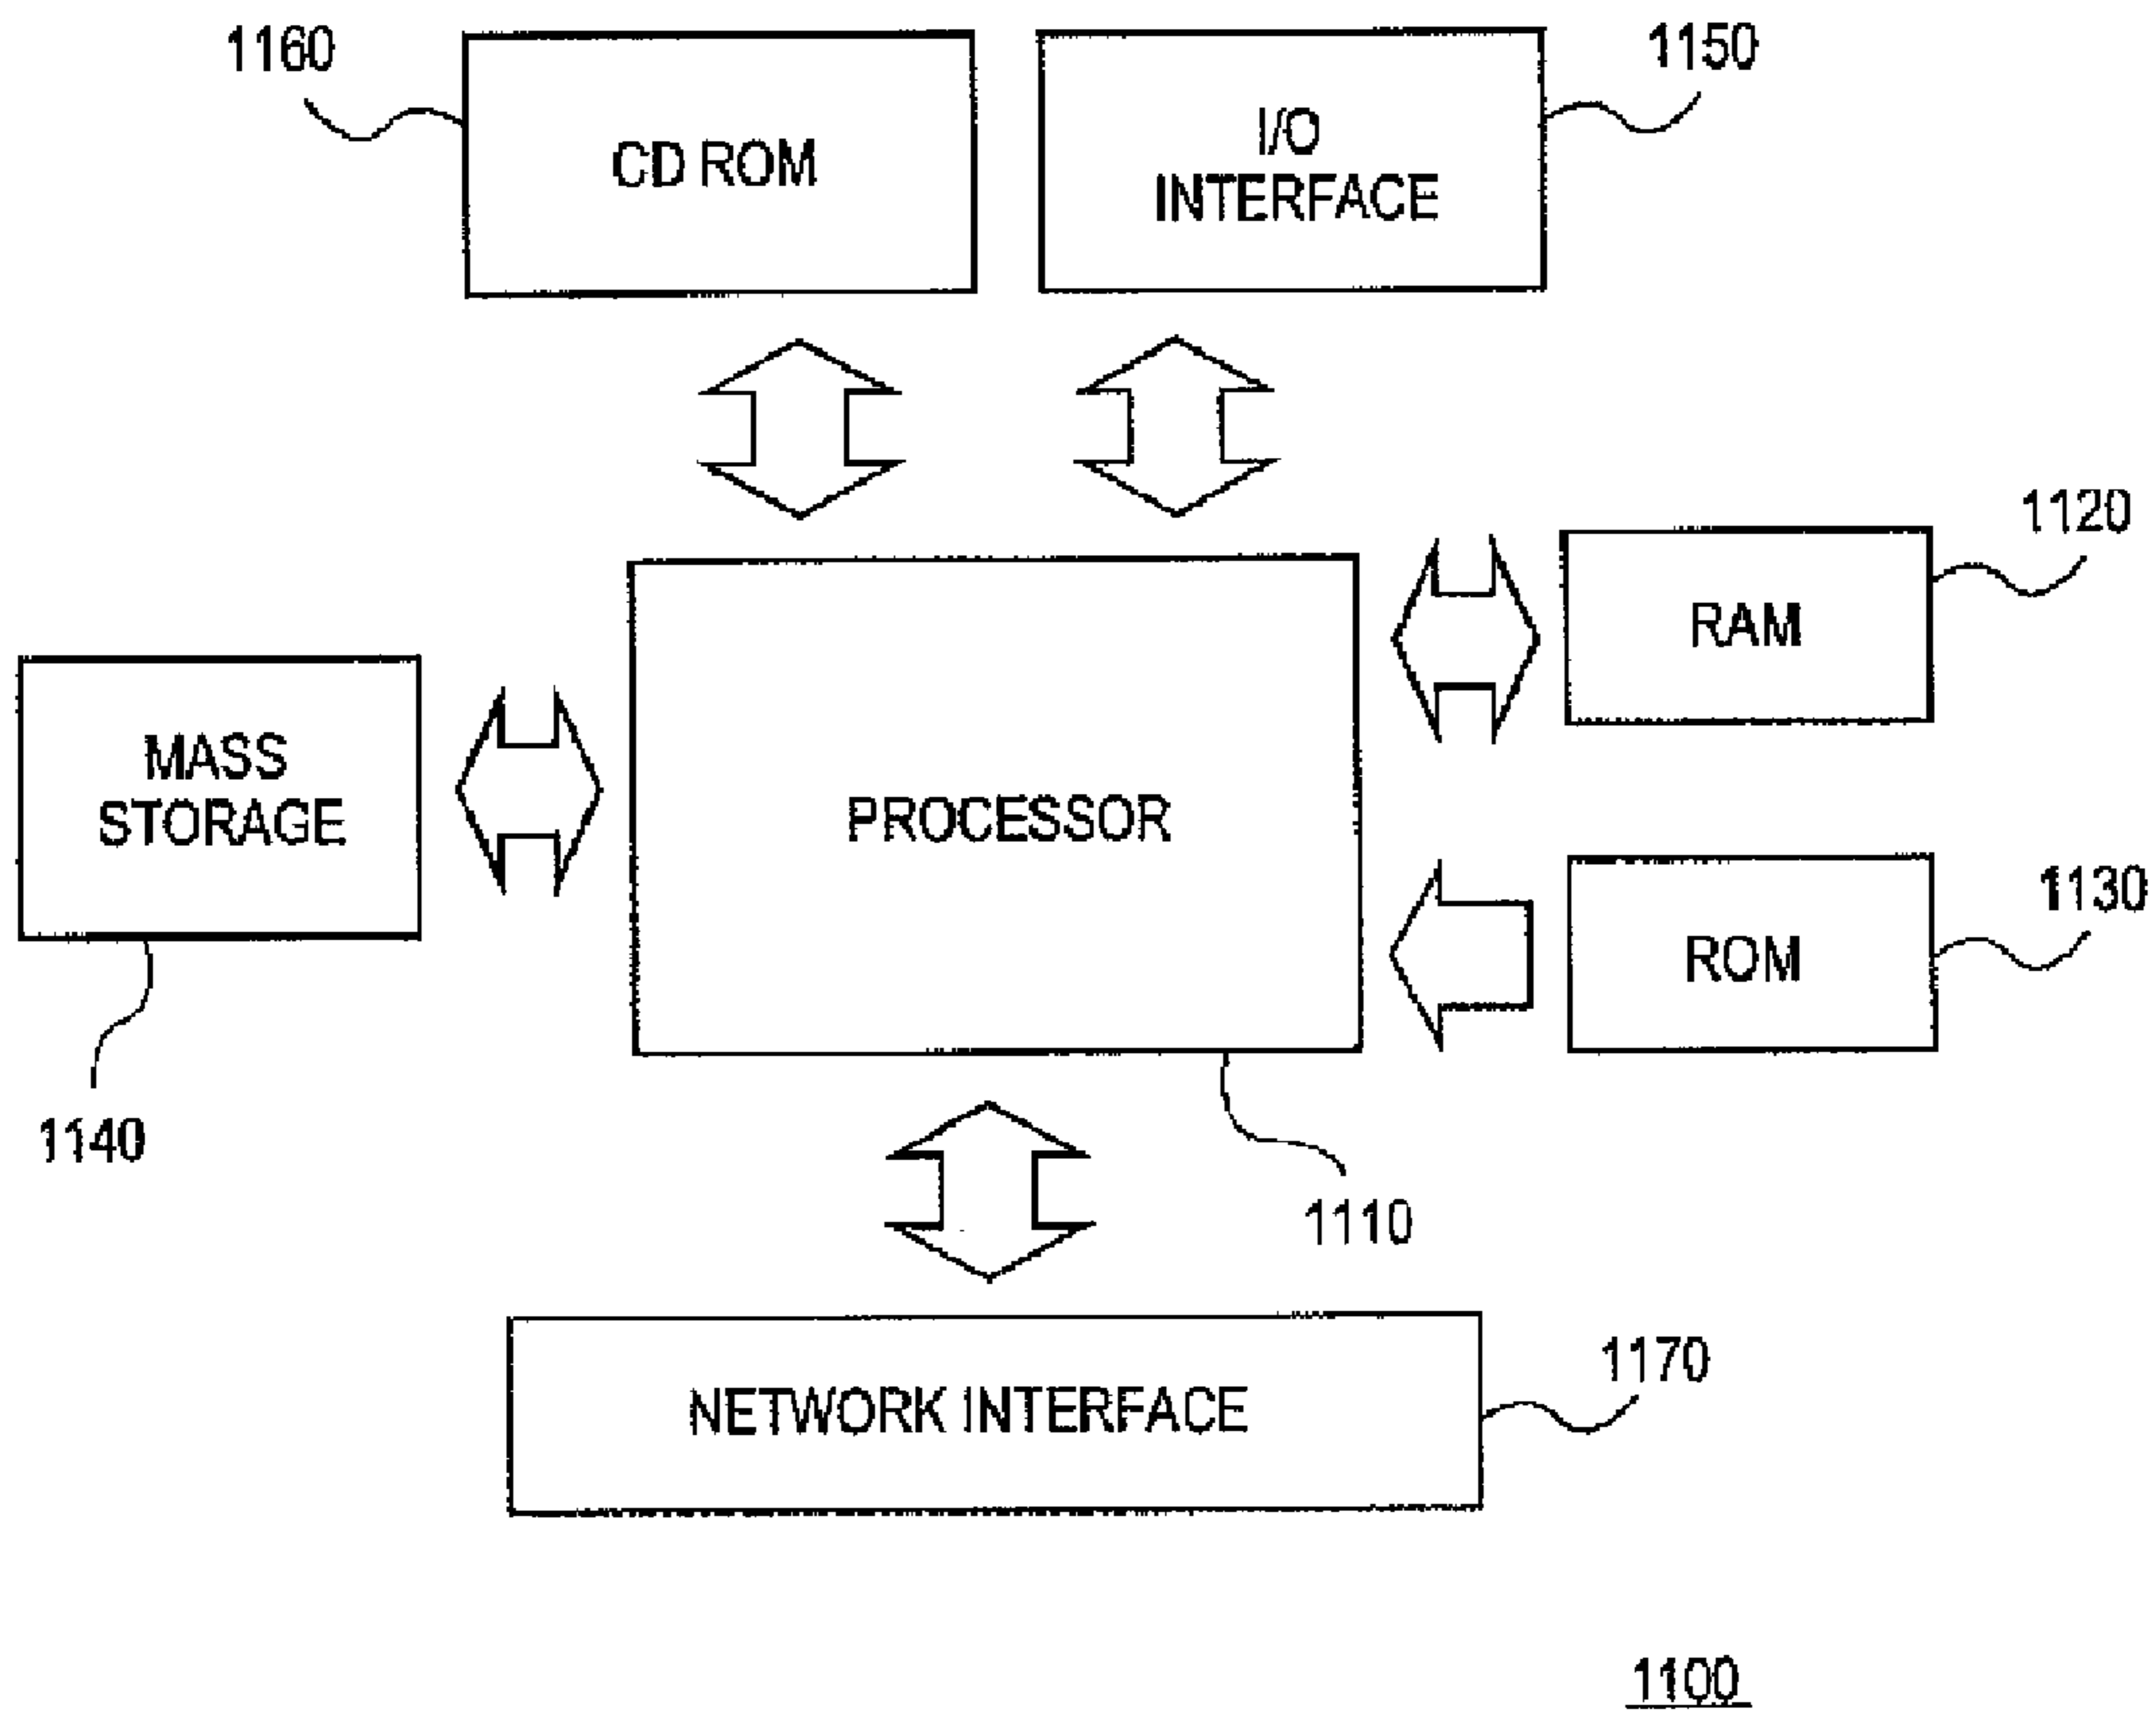 1160
CD ROM
I/O
INTERFACE
1150
1120
RAM
MASS
STORAGE
PROCESSOR
1130
ROM
1140
1110
NETWORK INTERFACE
1170
1100